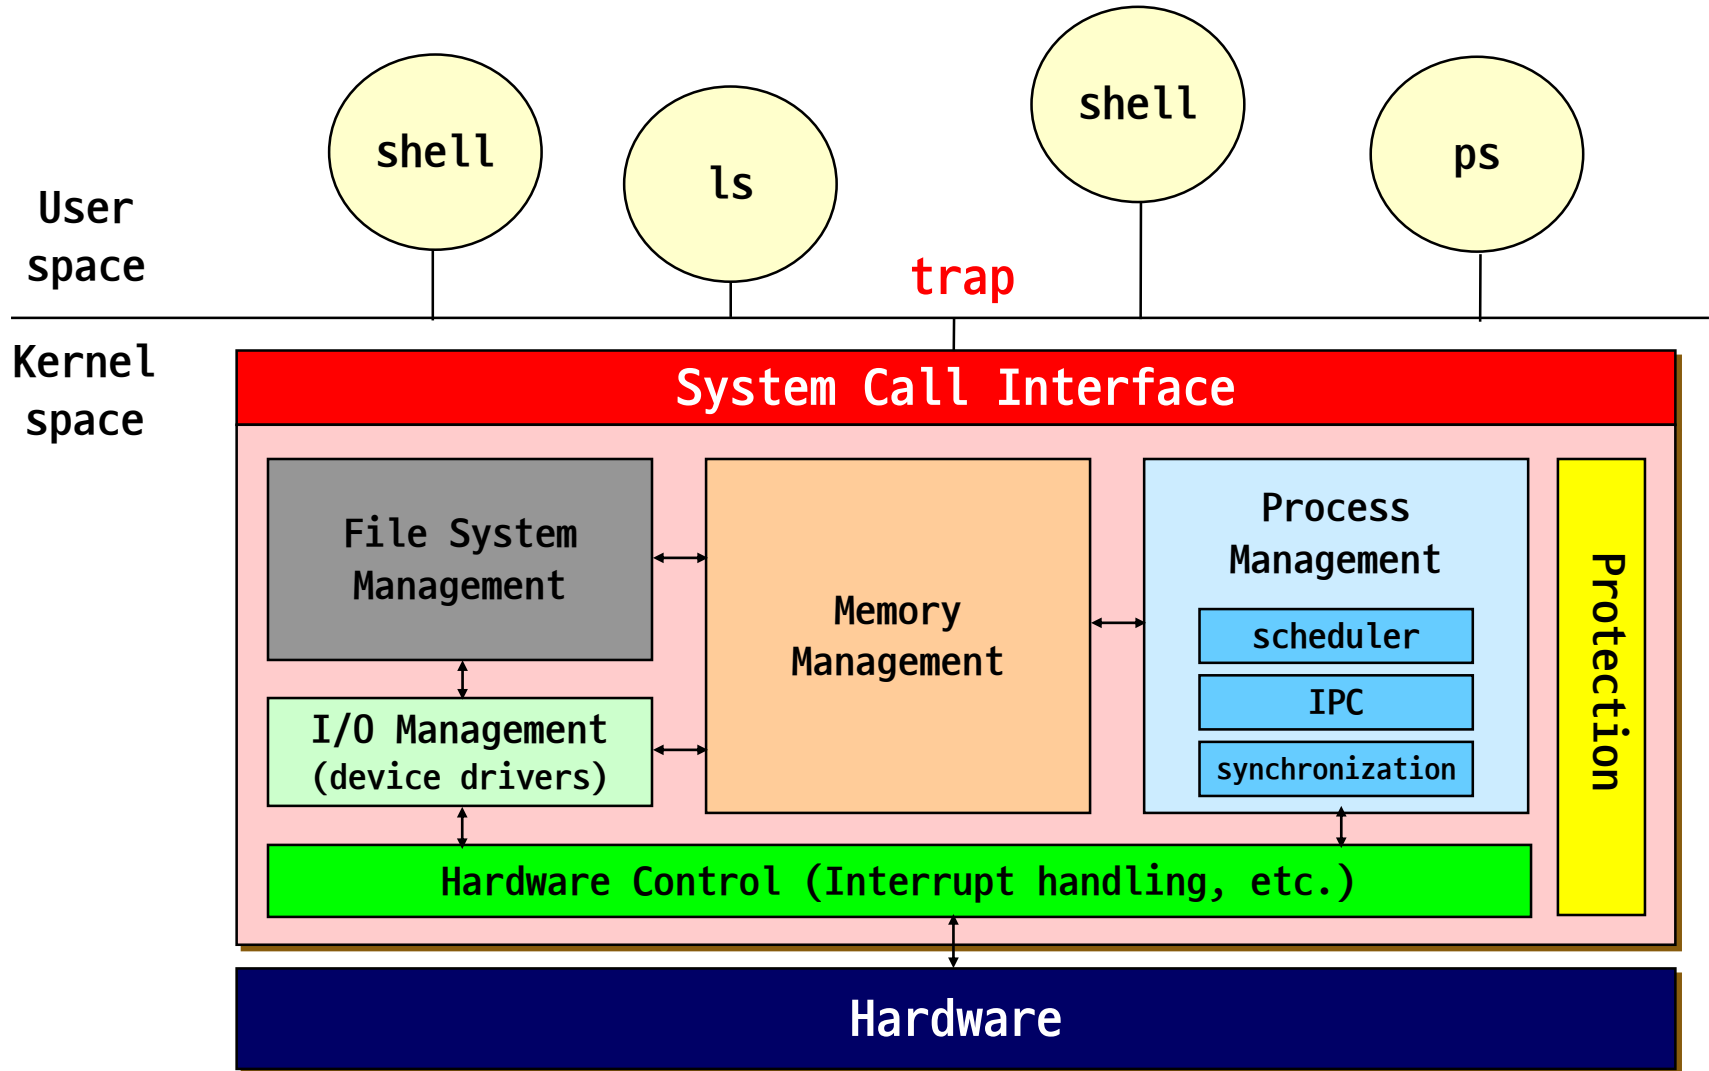 shell
ls
shell
ps
User
space
trap
Kernel
space
System Call Interface
File System
Management
Memory
Management
Process
Management
scheduler
IPC
synchronization
Protection
I/O Management
(device drivers)
Hardware Control (Interrupt handling, etc.)
Hardware